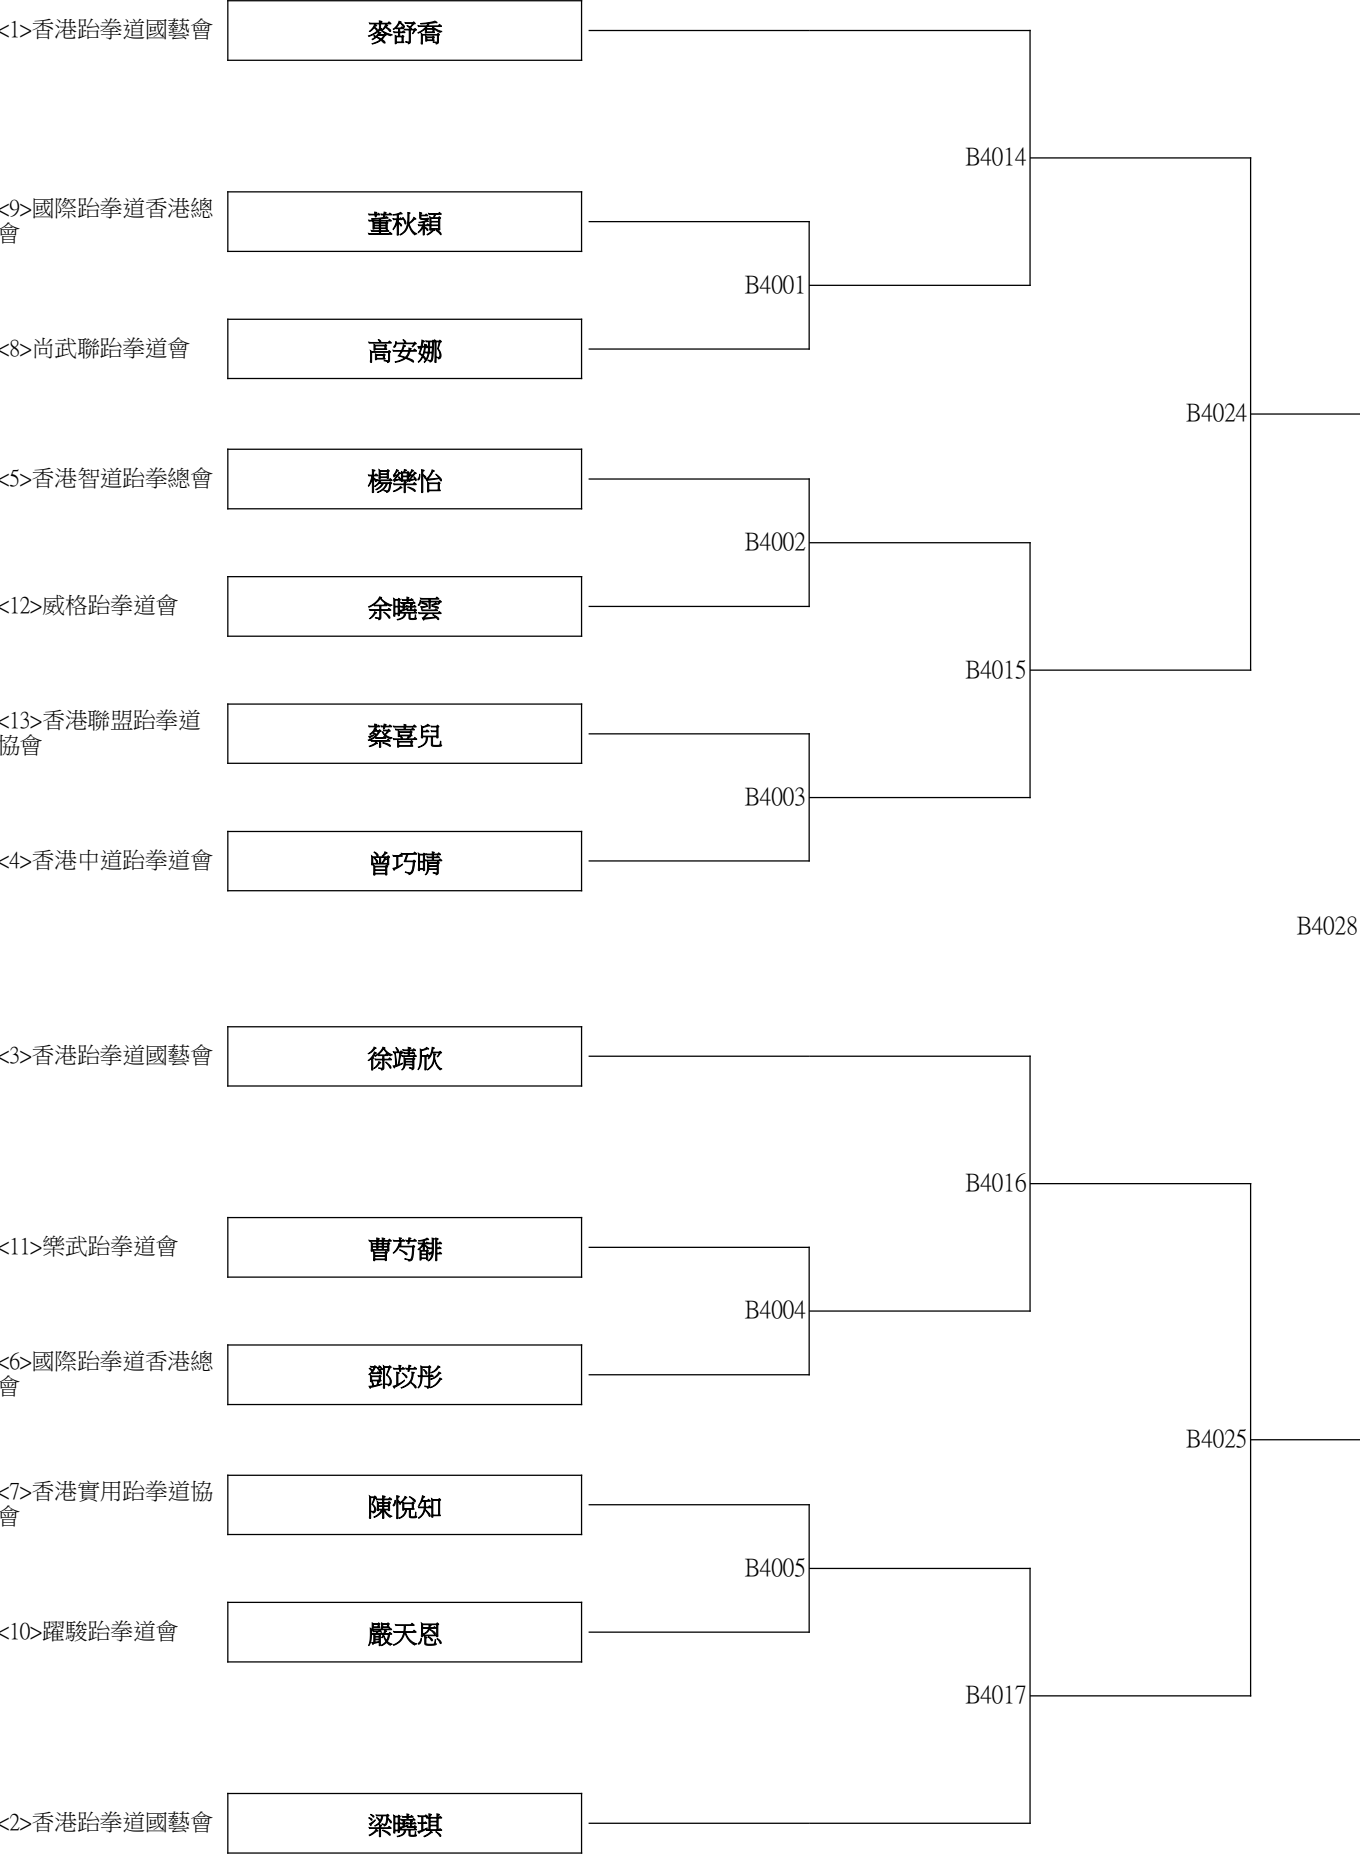 <1>香港跆拳道國藝會
麥舒喬
B4014
<9>國際跆拳道香港總
會
董秋穎
B4001
<8>尚武聯跆拳道會
高安娜
B4024
<5>香港智道跆拳總會
楊樂怡
B4002
<12>威格跆拳道會
余曉雲
B4015
<13>香港聯盟跆拳道
協會
蔡喜兒
B4003
<4>香港中道跆拳道會
曾巧晴
B4028
<3>香港跆拳道國藝會
徐靖欣
B4016
<11>樂武跆拳道會
曹芍馡
B4004
<6>國際跆拳道香港總
會
鄧苡彤
B4025
<7>香港實用跆拳道協
會
陳悅知
B4005
<10>躍駿跆拳道會
嚴天恩
B4017
<2>香港跆拳道國藝會
梁曉琪